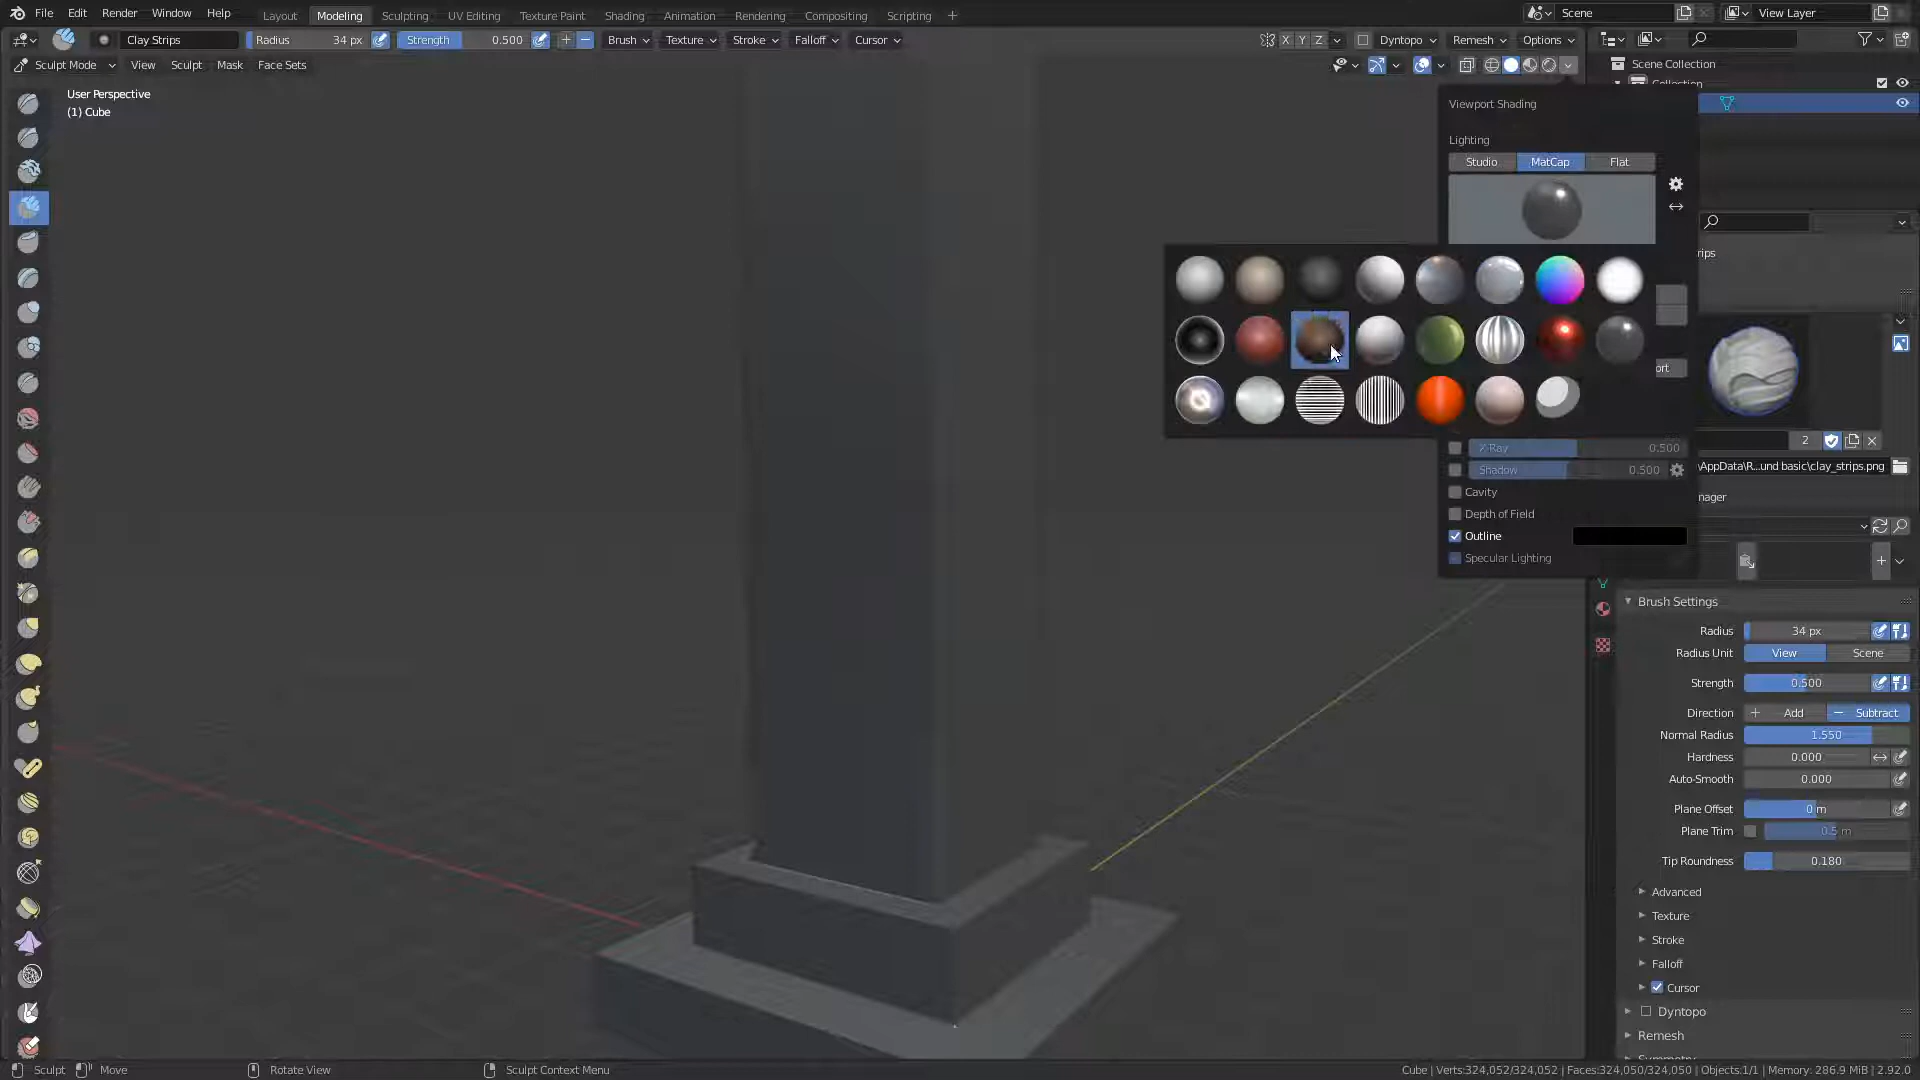 File Edit Render Window Help Layout Modeling Sculpting UV Editing Texture Paint Shading Animation Rendering Compositing Scripting + Scene View Layer
Clay Strips Radius 34 px Strength 0.500 Brush Texture Stroke Falloff Cursor X Y Z Dyntopo Remesh Options
Sculpt Mode View Sculpt Mask Face Sets
Scene Collection
Collection
User Perspective
(1) Cube
Viewport Shading
Lighting
Studio MatCap Flat
rips
ort
X-Ray 0.500
Shadow 0.500
Cavity
Depth of Field
Outline
Specular Lighting
2
\AppData\R...und basic\clay_strips.png
nager
Brush Settings
Radius 34 px
Radius Unit View Scene
Strength 0.500
Direction Add Subtract
Normal Radius 1.550
Hardness 0.000
Auto-Smooth 0.000
Plane Offset 0 m
Plane Trim 0.5 m
Tip Roundness 0.180
Advanced
Texture
Stroke
Falloff
Cursor
Dyntopo
Remesh
Symmetry
Sculpt Move Rotate View Sculpt Context Menu Cube | Verts:324,052/324,052 | Faces:324,050/324,050 | Objects:1/1 | Memory: 286.9 MiB | 2.92.0